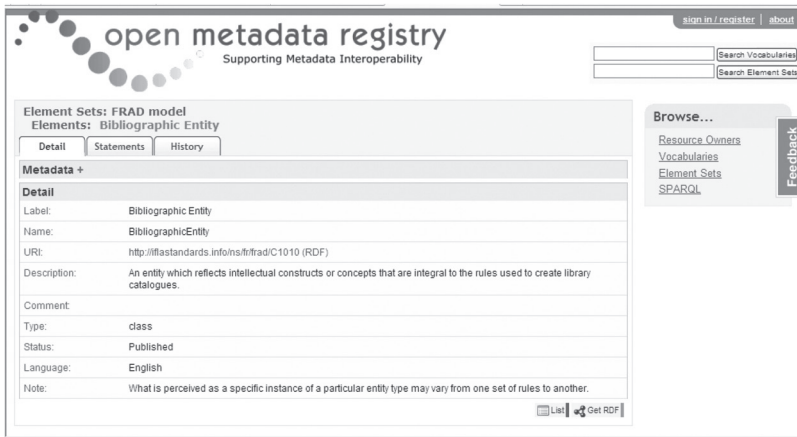 sign in / register | about
open metadata registry
Supporting Metadata Interoperability
Search Vocabularies
Search Element Sets
Element Sets: FRAD model
Elements: Bibliographic Entity
Detail Statements History
Metadata +
Detail
Label: Bibliographic Entity
Name: BibliographicEntity
URI: http://iflastandards.info/ns/fr/frad/C1010 (RDF)
Description: An entity which reflects intellectual constructs or concepts that are integral to the rules used to create library
catalogues.
Comment:
Type: class
Status: Published
Language: English
Note: What is perceived as a specific instance of a particular entity type may vary from one set of rules to another.
List Get RDF
Browse...
Resource Owners
Vocabularies
Element Sets
SPARQL
Feedback